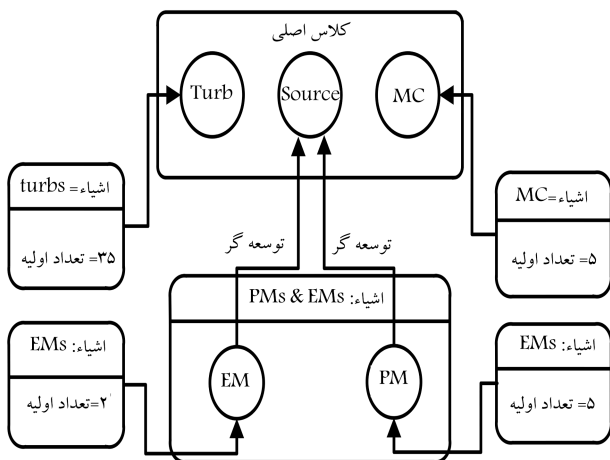 کلاس اصلی
Turb
Source
MC
اشیاء= turbs
تعداد اولیه =۳۵
اشیاء=MC
تعداد اولیه =۵
توسعه گر
توسعه گر
اشیاء: PMs & EMs
EM
PM
اشیاء: EMs
تعداد اولیه=۲
اشیاء: EMs
تعداد اولیه =۵